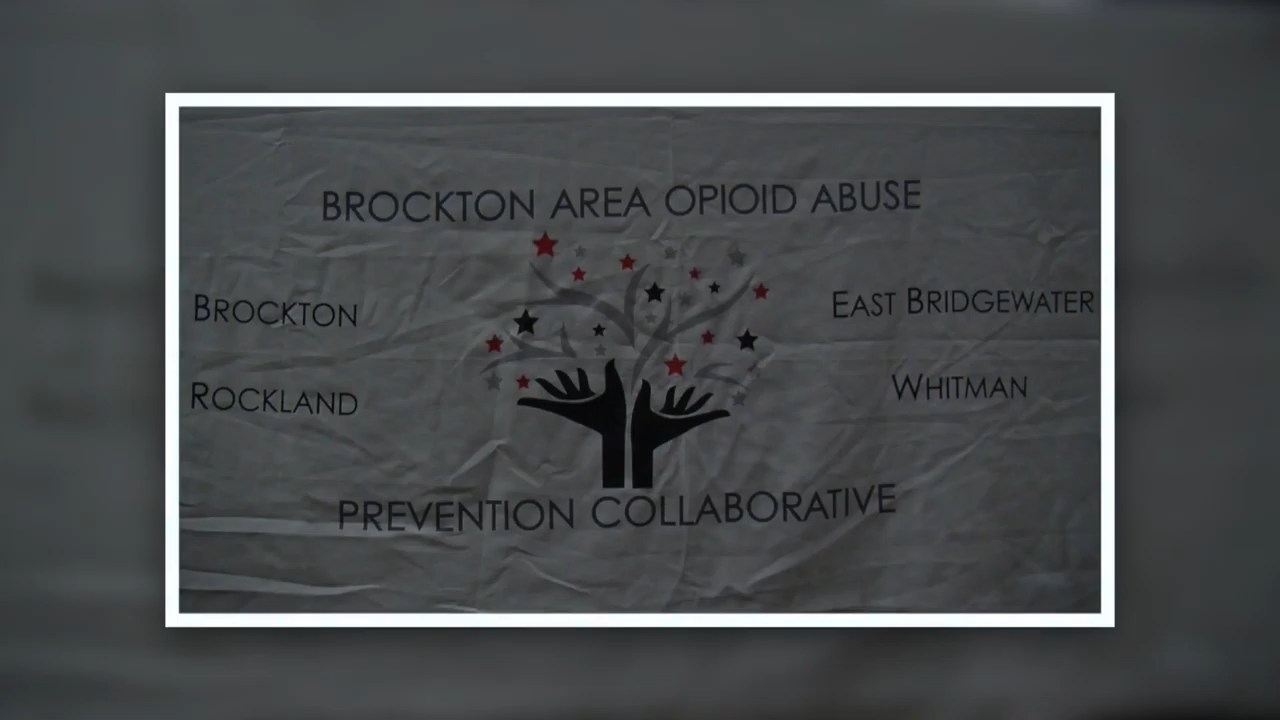 BROCKTON AREA OPIOID ABUSE
BROCKTON
EAST BRIDGEWATER
ROCKLAND
WHITMAN
PREVENTION COLLABORATIVE